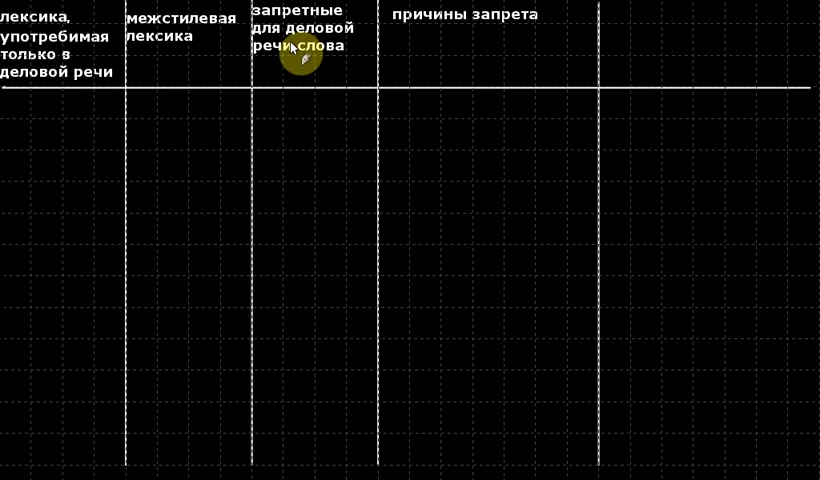 лексика,
употребимая
только в
деловой речи
межстилевая
лексика
запретные
для деловой
речи слова
причины запрета